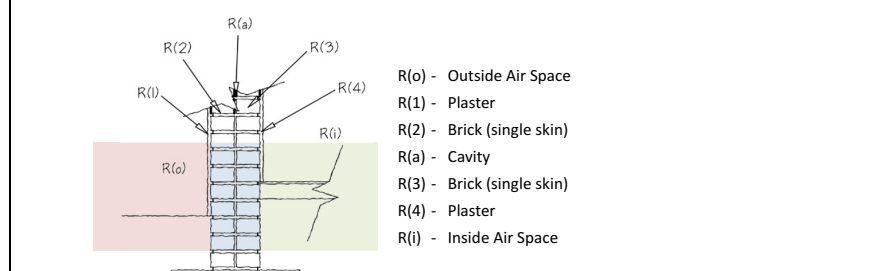 R(a)
R(2)
R(3)
R(1)
R(4)
R(i)
R(o)
R(o) - Outside Air Space
R(1) - Plaster
R(2) - Brick (single skin)
R(a) - Cavity
R(3) - Brick (single skin)
R(4) - Plaster
R(i) - Inside Air Space